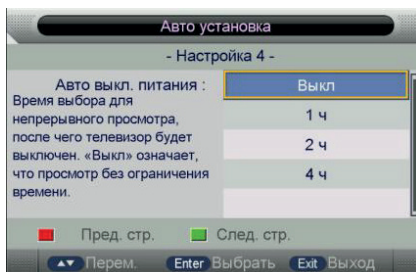 Авто установка
- Настройка 4 -
Авто выкл. питания :
Время выбора для
непрерывного просмотра,
после чего телевизор будет
выключен. «Выкл» означает,
что просмотр без ограничения
времени.
Выкл
1 ч
2 ч
4 ч
Пред. стр. След. стр.
Перем. Enter Выбрать Exit Выход